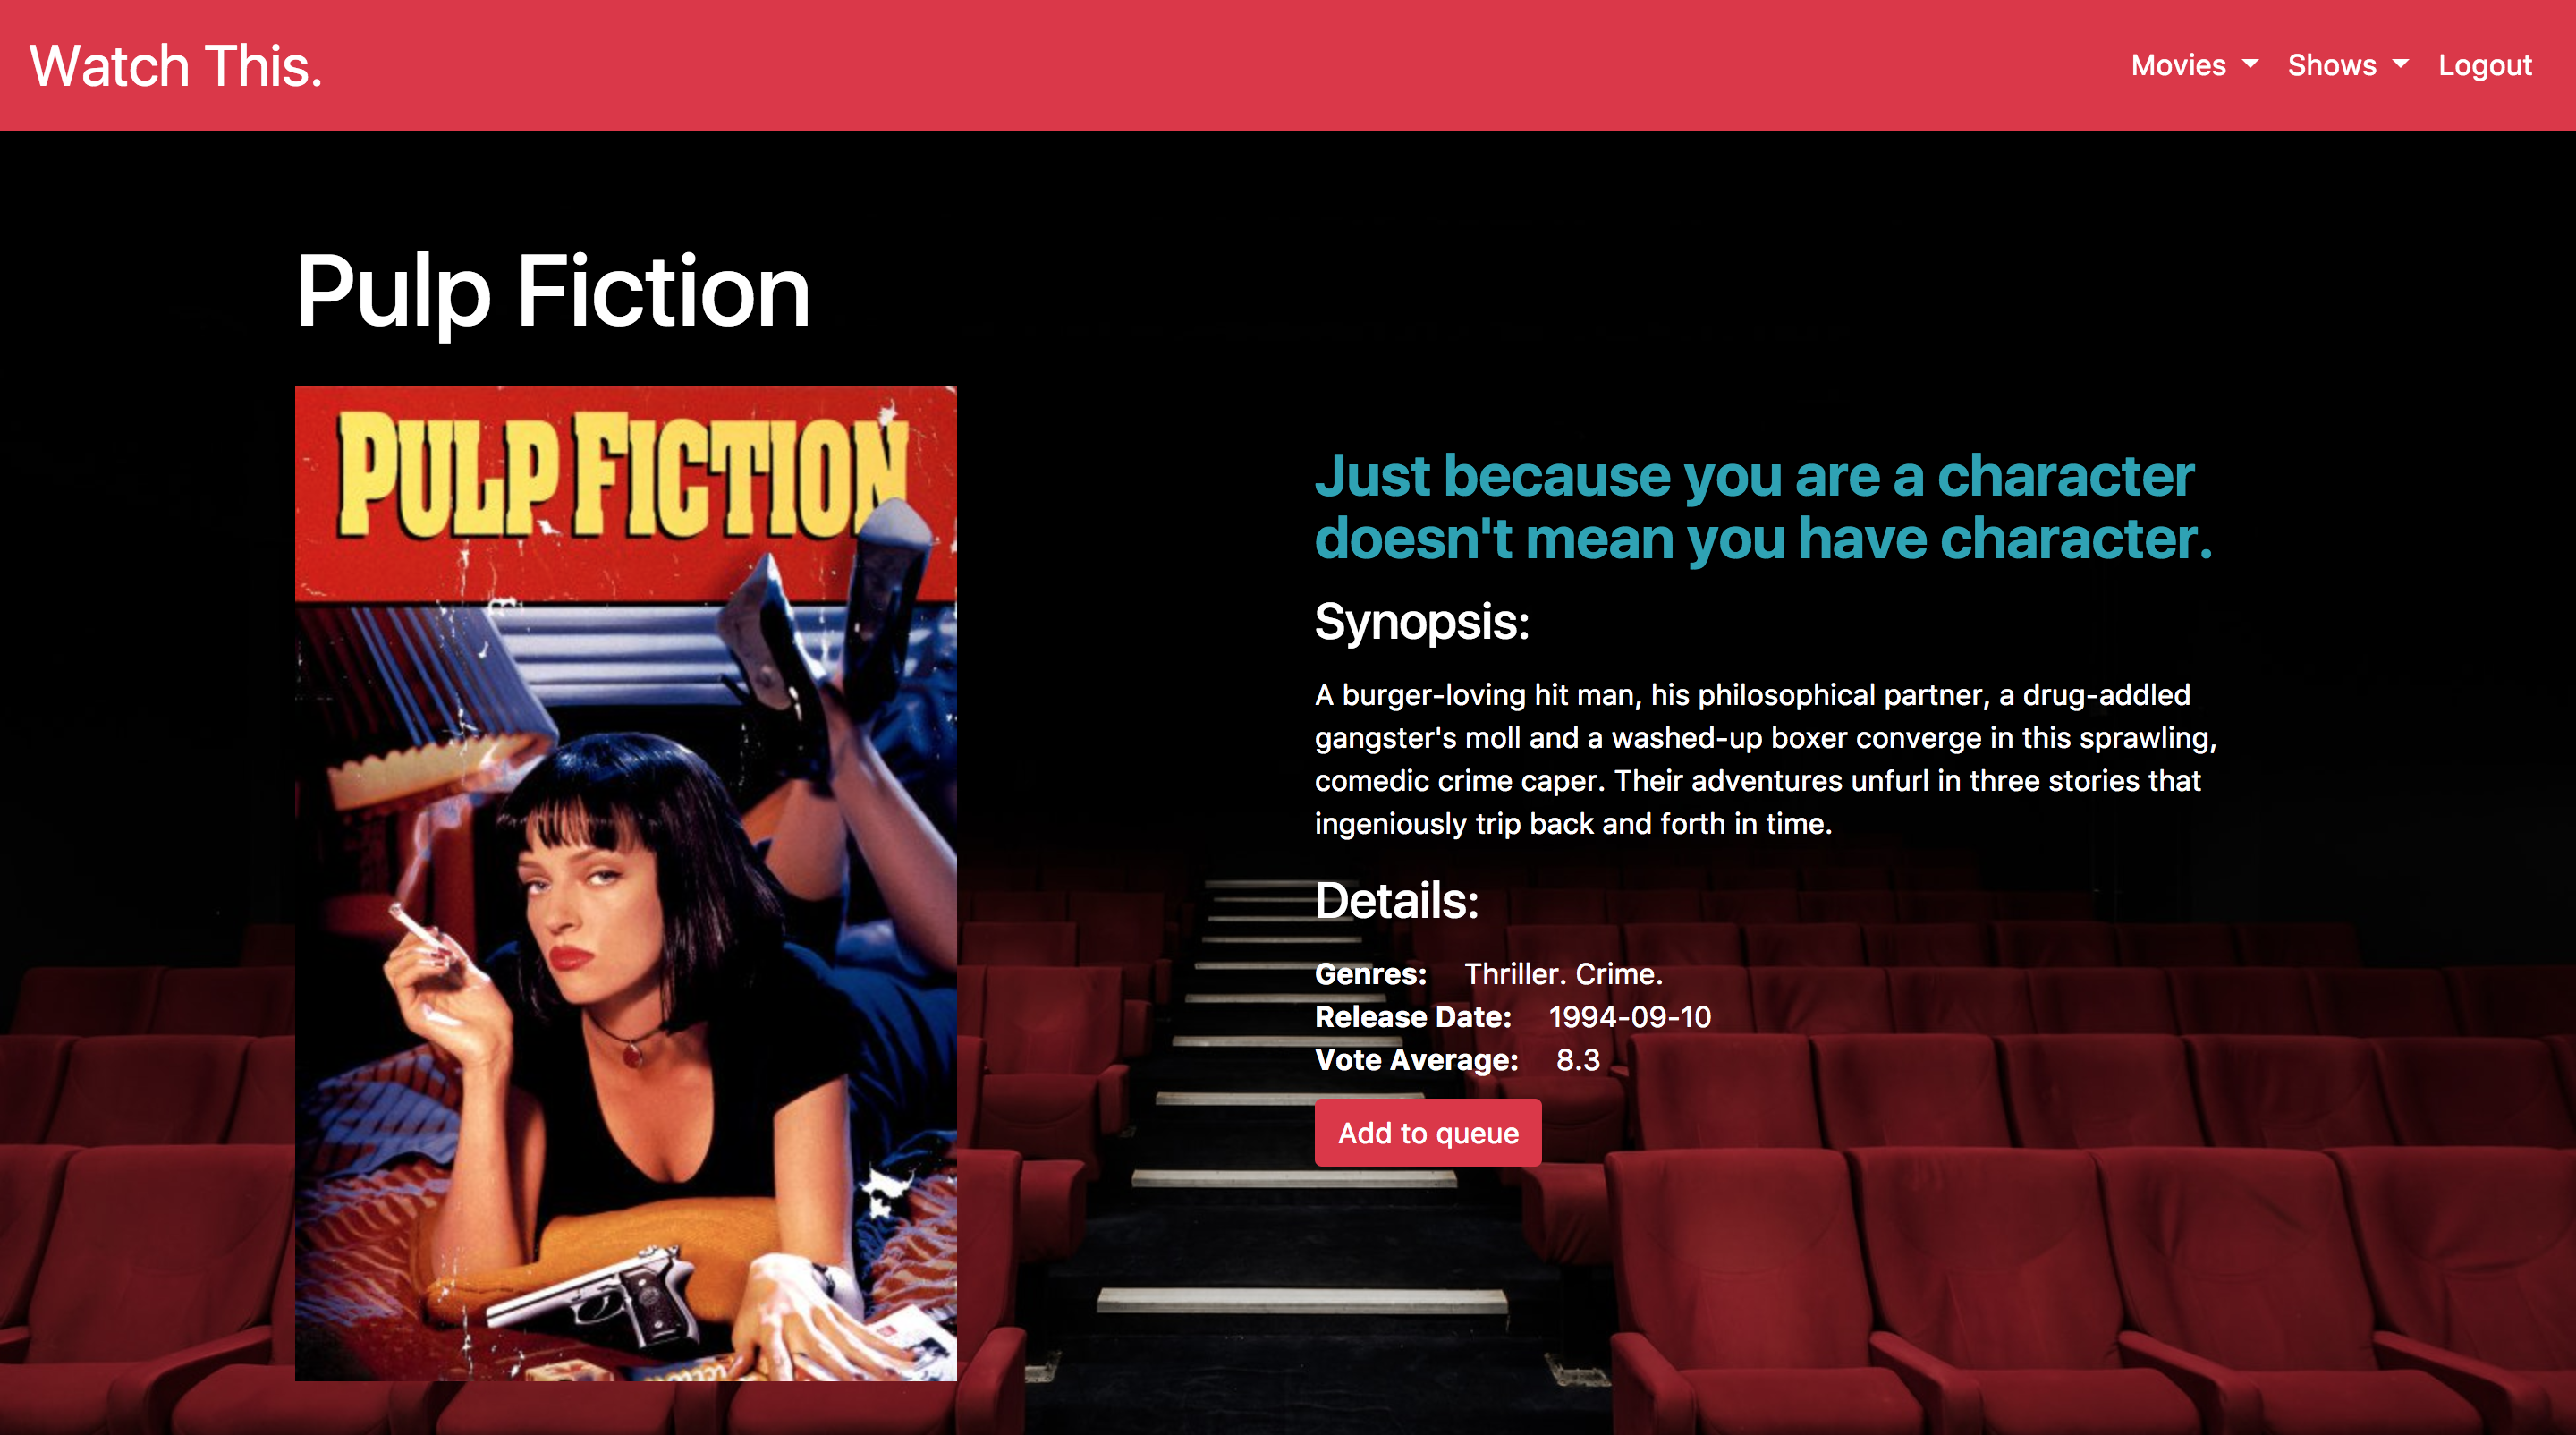 Watch This.
Movies Shows Logout
Pulp Fiction
PULP FICTION
Just because you are a character
doesn't mean you have character.
Synopsis:
A burger-loving hit man, his philosophical partner, a drug-addled
gangster's moll and a washed-up boxer converge in this sprawling,
comedic crime caper. Their adventures unfurl in three stories that
ingeniously trip back and forth in time.
Details:
Genres: Thriller. Crime.
Release Date: 1994-09-10
Vote Average: 8.3
Add to queue